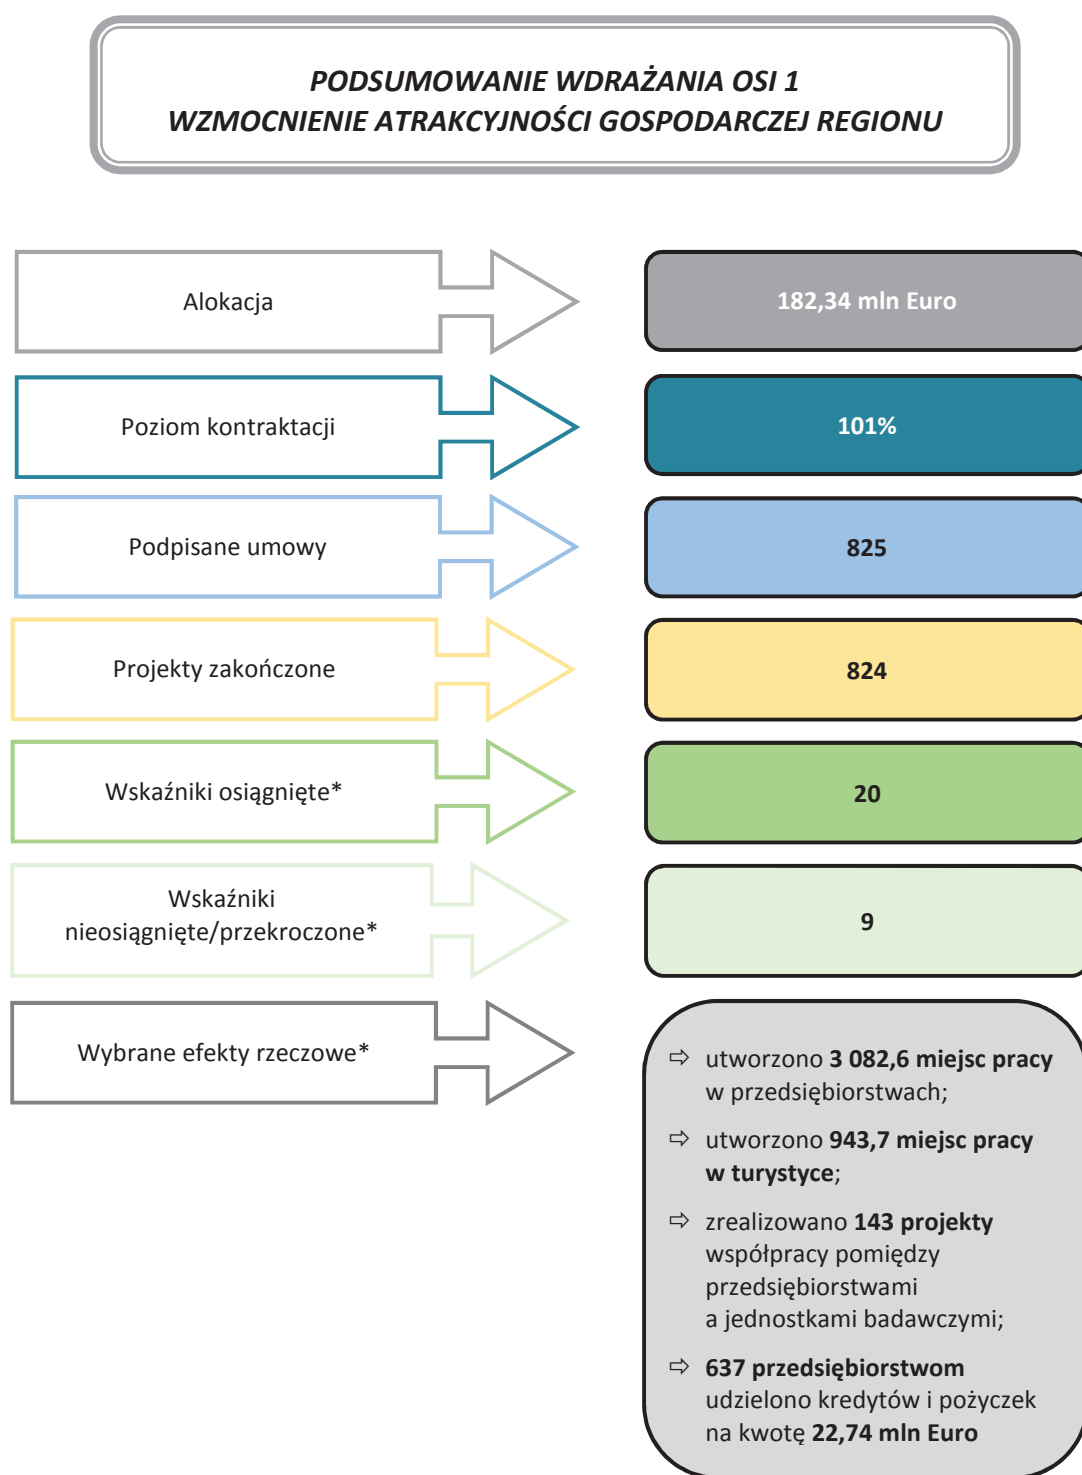 PODSUMOWANIE WDRAŻANIA OSI 1
WZMOCNIENIE ATRAKCYJNOŚCI GOSPODARCZEJ REGIONU
Alokacja
182,34 mln Euro
Poziom kontraktacji
101%
Podpisane umowy
825
Projekty zakończone
824
Wskaźniki osiągnięte*
20
Wskaźniki
nieosiągnięte/przekroczone*
9
Wybrane efekty rzeczowe*
⇨ utworzono 3 082,6 miejsc pracy
w przedsiębiorstwach;
⇨ utworzono 943,7 miejsc pracy
w turystyce;
⇨ zrealizowano 143 projekty
współpracy pomiędzy
przedsiębiorstwami
a jednostkami badawczymi;
⇨ 637 przedsiębiorstwom
udzielono kredytów i pożyczek
na kwotę 22,74 mln Euro